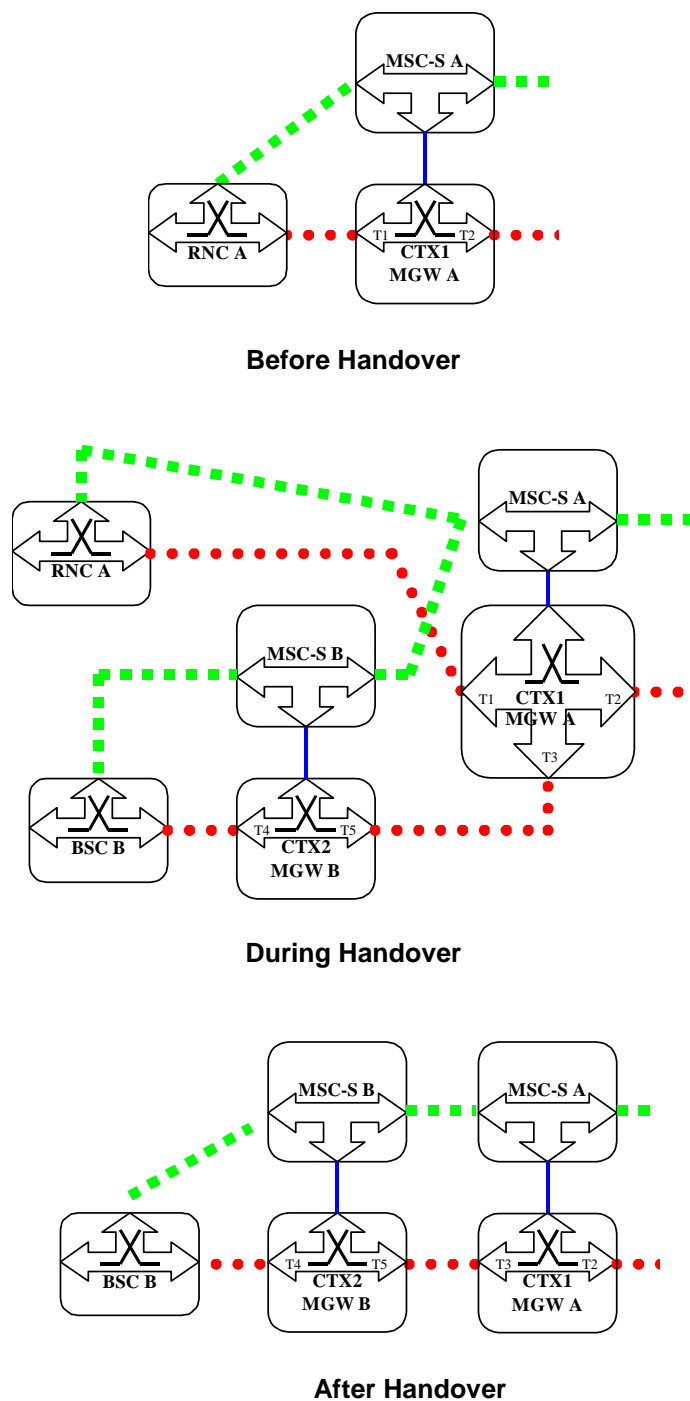 MSC-S A
RNC A
T1
T2
CTX1
MGW A
Before Handover
MSC-S A
RNC A
MSC-S B
T1
CTX1
T2
MGW A
T3
BSC B
T4
T5
CTX2
MGW B
During Handover
MSC-S B
MSC-S A
BSC B
T4
T5
CTX2
MGW B
T3
T2
CTX1
MGW A
After Handover